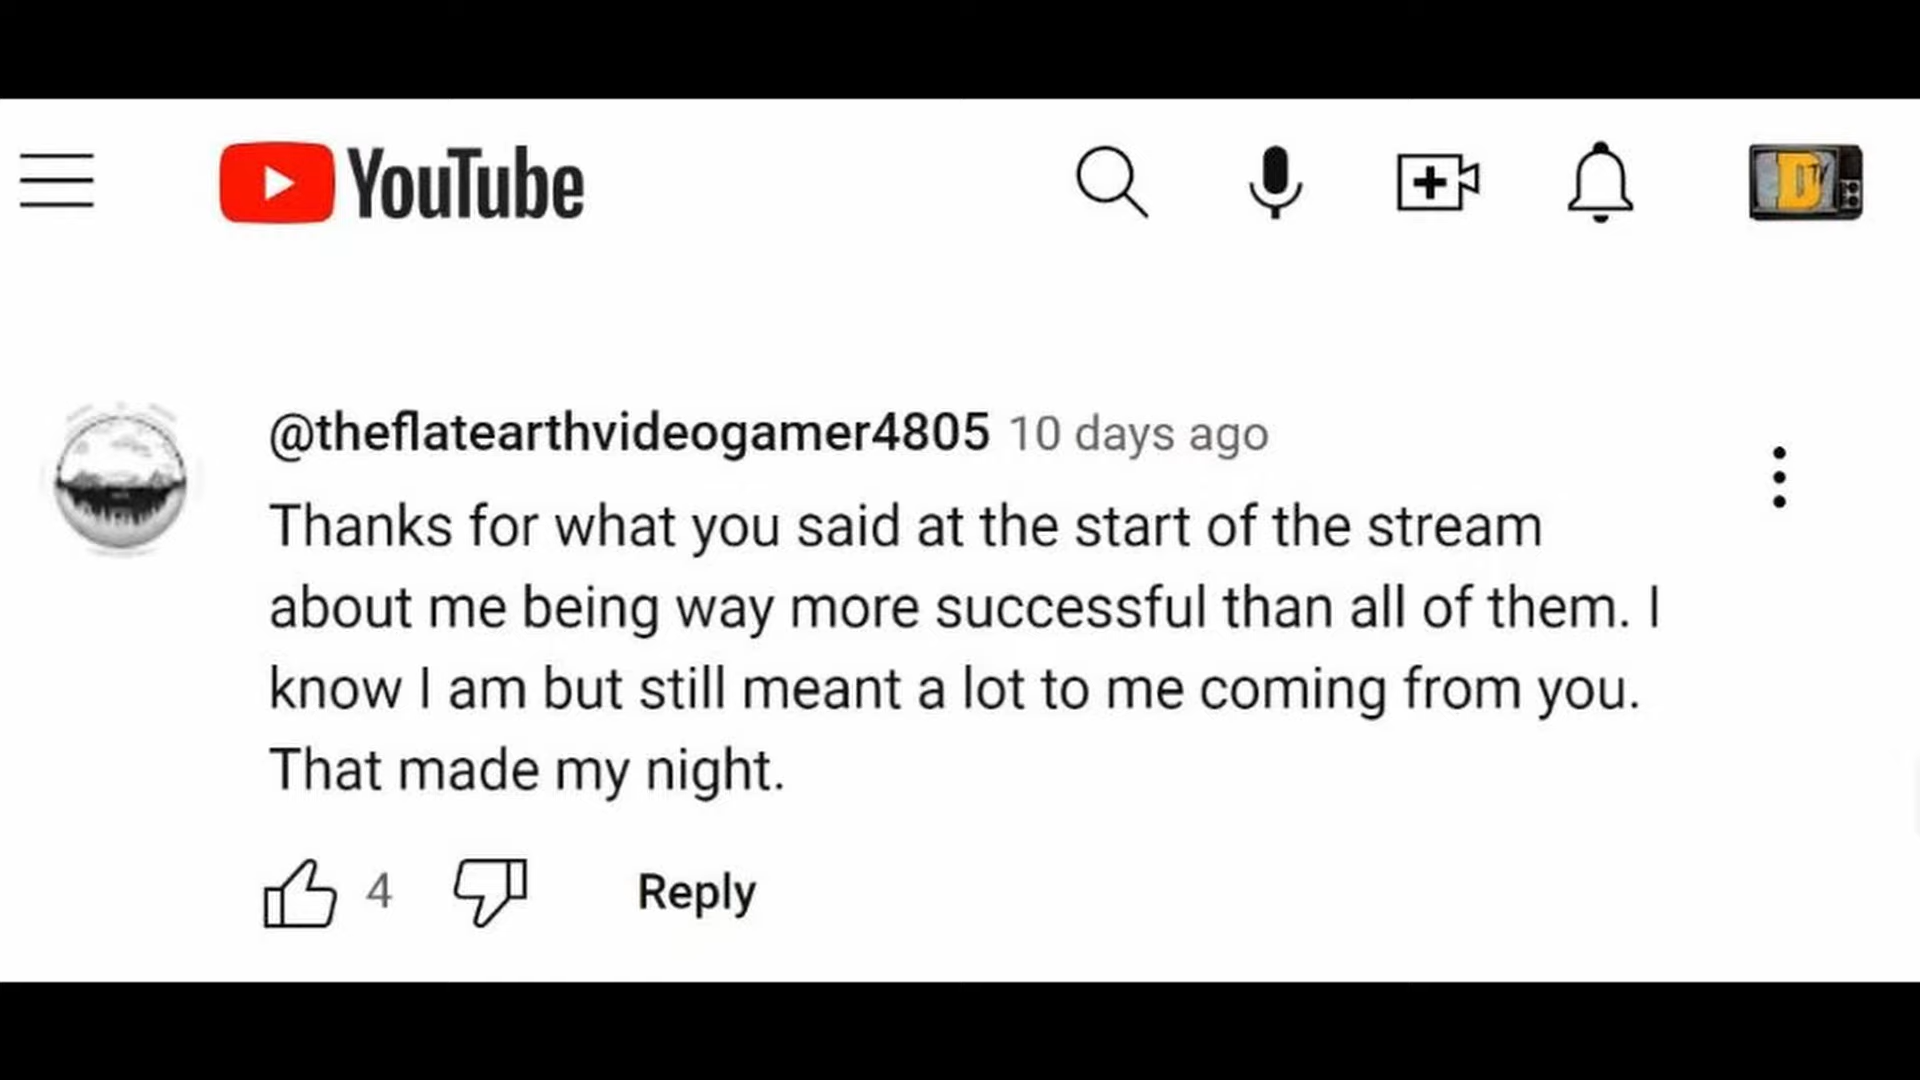 YouTube
D TV
@theflatearthvideogamer4805 10 days ago
Thanks for what you said at the start of the stream
about me being way more successful than all of them. I
know I am but still meant a lot to me coming from you.
That made my night.
4 Reply